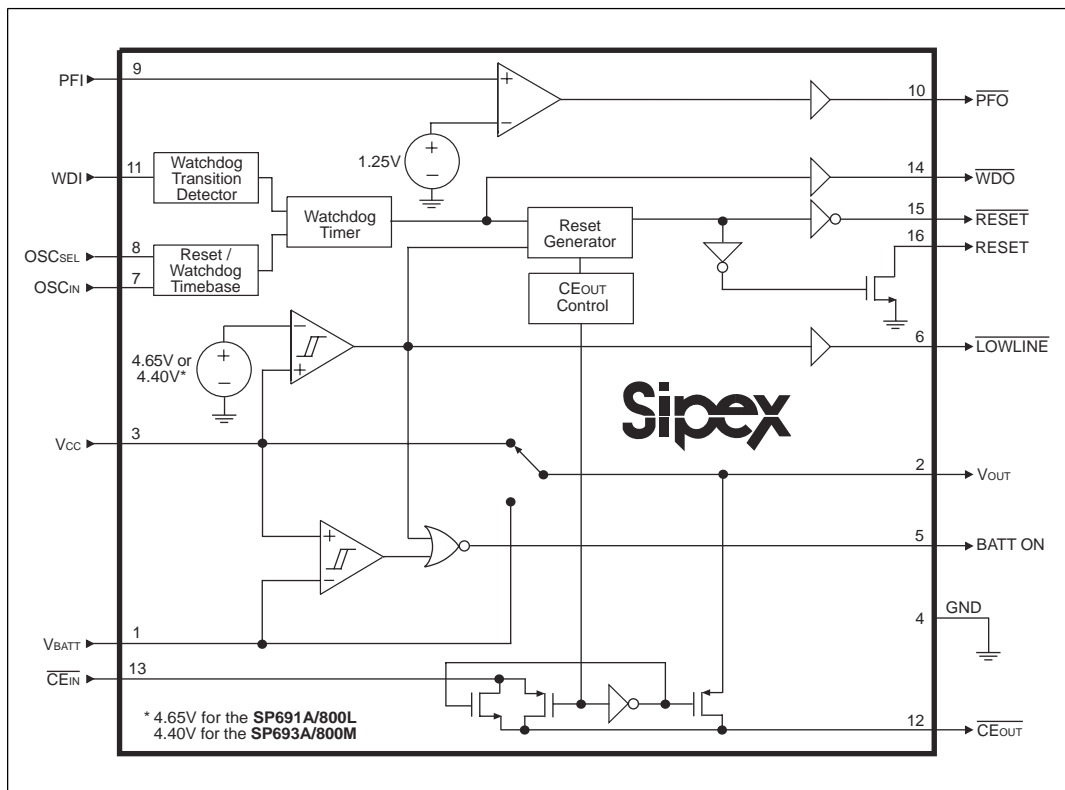 PFI
9
10
PFO
1.25V
+
−
+
−
WDI
11
Watchdog
Transition
Detector
Watchdog
Timer
14
WDO
Reset
Generator
15
RESET
16
RESET
OSCSEL
8
OSCIN
7
Reset /
Watchdog
Timebase
CEOUT
Control
4.65V or
4.40V*
+
−
−
+
6
LOWLINE
Sipex
VCC
3
2
VOUT
+
−
5
BATT ON
4
GND
VBATT
1
CEIN
13
12
CEOUT
* 4.65V for the SP691A/800L
4.40V for the SP693A/800M